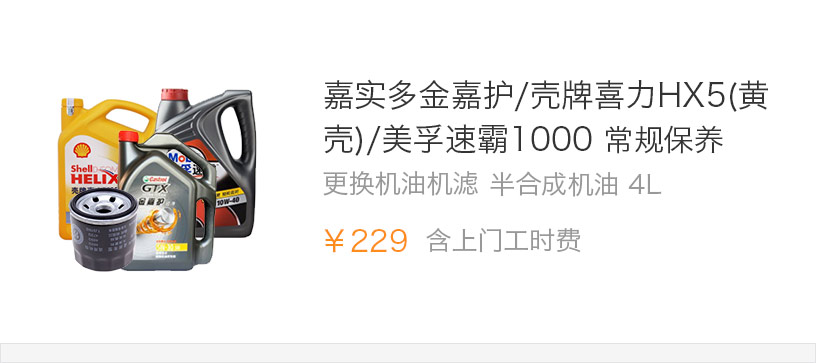 嘉实多金嘉护/壳牌喜力HX5(黄
壳)/美孚速霸1000 常规保养
更换机油机滤 半合成机油 4L
￥229 含上门工时费
Shell
HELIX
Mobil
10W-40
Castrol
GTX
金嘉护